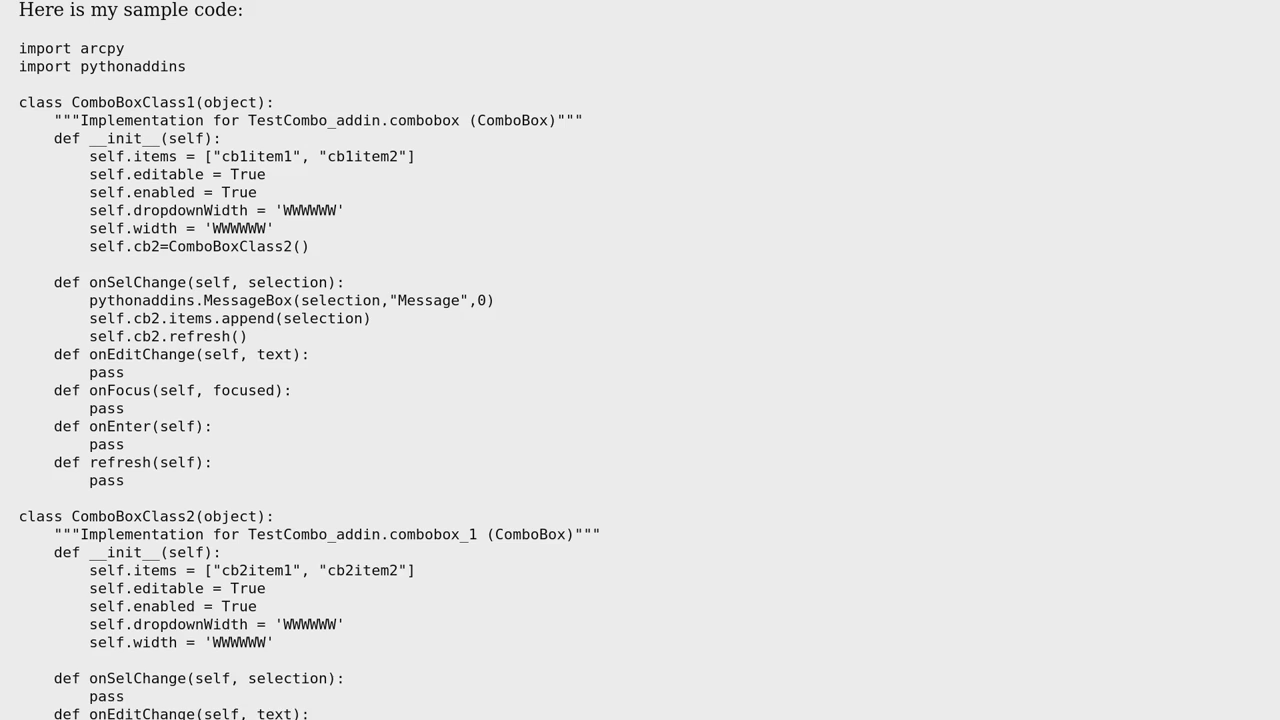 Here is my sample code:
import arcpy
import pythonaddins
class ComboBoxClass1(object):
    """Implementation for TestCombo_addin.combobox (ComboBox)"""
    def __init__(self):
        self.items = ["cb1item1", "cb1item2"]
        self.editable = True
        self.enabled = True
        self.dropdownWidth = 'WWWWWW'
        self.width = 'WWWWWW'
        self.cb2=ComboBoxClass2()
    def onSelChange(self, selection):
        pythonaddins.MessageBox(selection,"Message",0)
        self.cb2.items.append(selection)
        self.cb2.refresh()
    def onEditChange(self, text):
        pass
    def onFocus(self, focused):
        pass
    def onEnter(self):
        pass
    def refresh(self):
        pass
class ComboBoxClass2(object):
    """Implementation for TestCombo_addin.combobox_1 (ComboBox)"""
    def __init__(self):
        self.items = ["cb2item1", "cb2item2"]
        self.editable = True
        self.enabled = True
        self.dropdownWidth = 'WWWWWW'
        self.width = 'WWWWWW'
    def onSelChange(self, selection):
        pass
    def onEditChange(self, text):